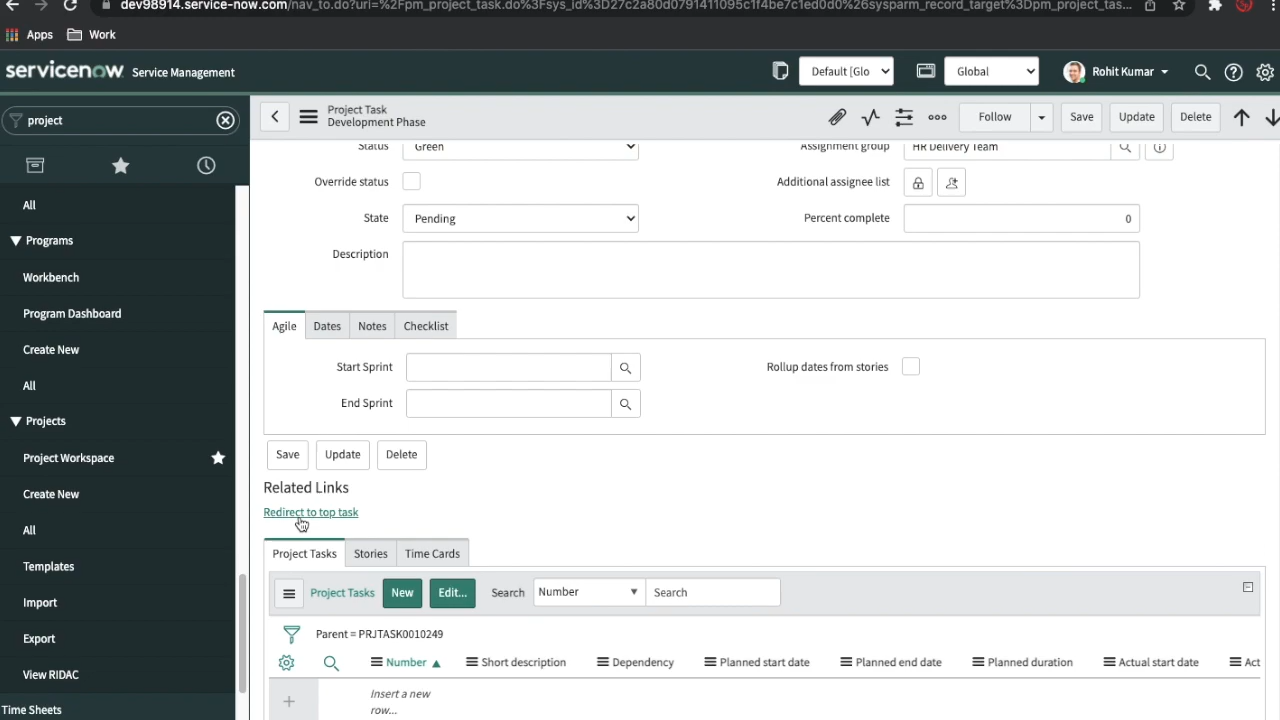 dev98914.service-now.com/nav_to.do?uri=%2Fpm_project_task.do%3Fsys_id%3D27c2a80d0791411095c1f4be7c1ed0d0%26sysparm_record_target%3Dpm_project_tas...
Apps Work
servicenow Service Management
Default [Glo Global Rohit Kumar
project
Project Task
Development Phase
Follow Save Update Delete
Status Green Assignment group HR Delivery Team
Override status Additional assignee list
State Pending Percent complete 0
Description
All
Programs
Workbench
Program Dashboard
Create New
All
Projects
Project Workspace
Create New
All
Templates
Import
Export
View RIDAC
Time Sheets
Agile Dates Notes Checklist
Start Sprint Rollup dates from stories
End Sprint
Save Update Delete
Related Links
Redirect to top task
Project Tasks Stories Time Cards
Project Tasks New Edit... Search Number Search
Parent = PRJTASK0010249
Number Short description Dependency Planned start date Planned end date Planned duration Actual start date Act
Insert a new
row...